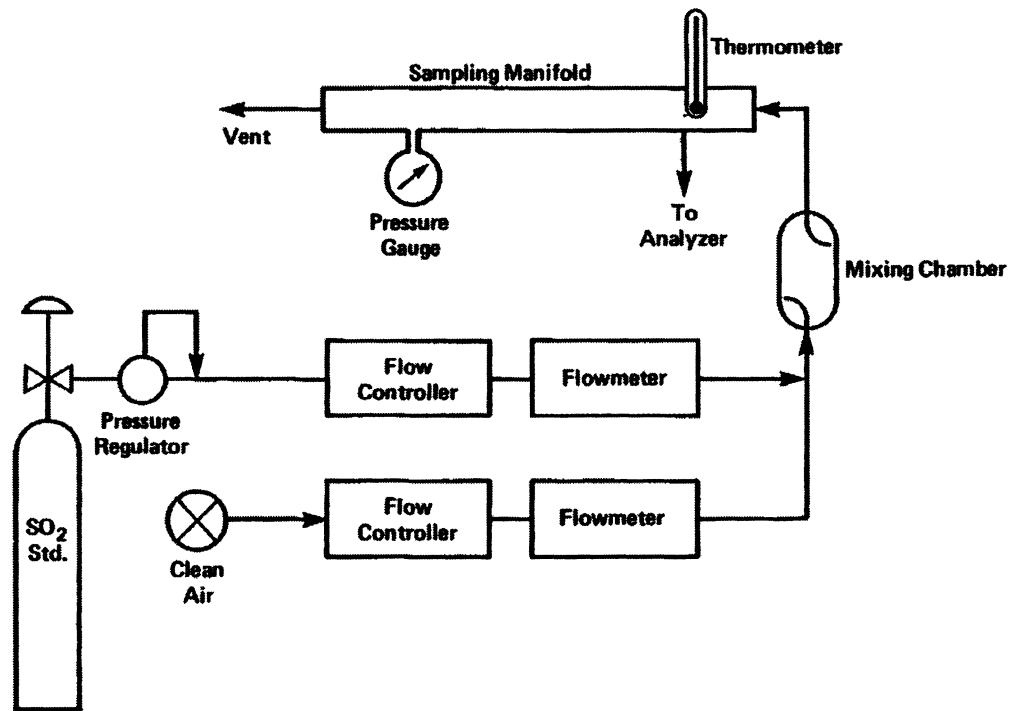 Thermometer
Sampling Manifold
Vent
Pressure
Gauge
To
Analyzer
Mixing Chamber
Flow
Controller
Flowmeter
Pressure
Regulator
Flow
Controller
Flowmeter
SO2
Std.
Clean
Air